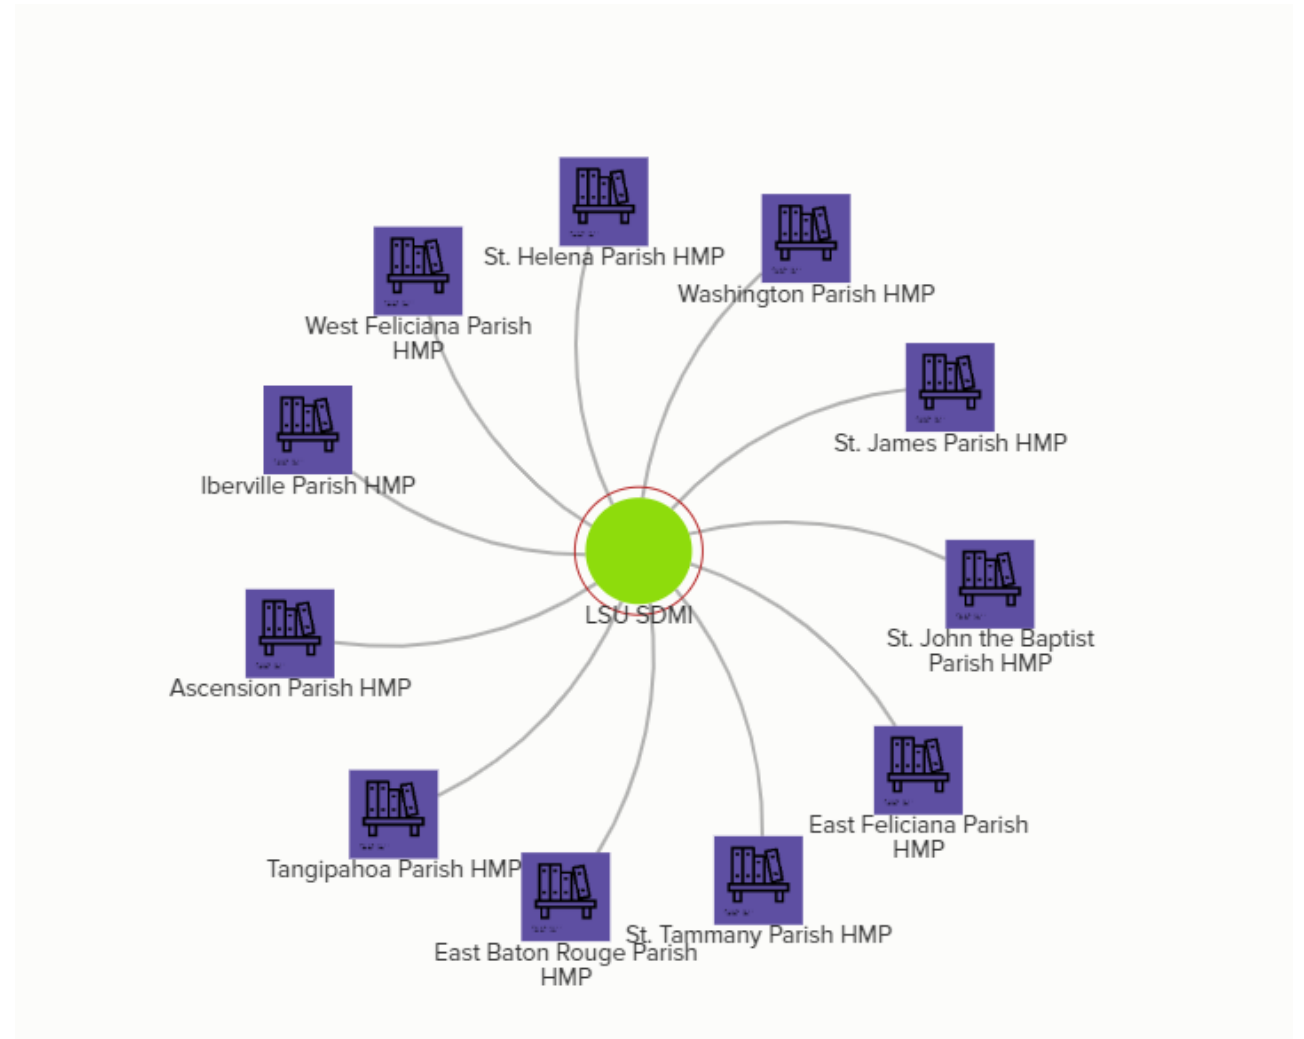 St. Helena Parish HMP
Washington Parish HMP
West Feliciana Parish
HMP
St. James Parish HMP
Iberville Parish HMP
LSU SDMI
St. John the Baptist
Parish HMP
Ascension Parish HMP
East Feliciana Parish
HMP
Tangipahoa Parish HMP
St. Tammany Parish HMP
East Baton Rouge Parish
HMP